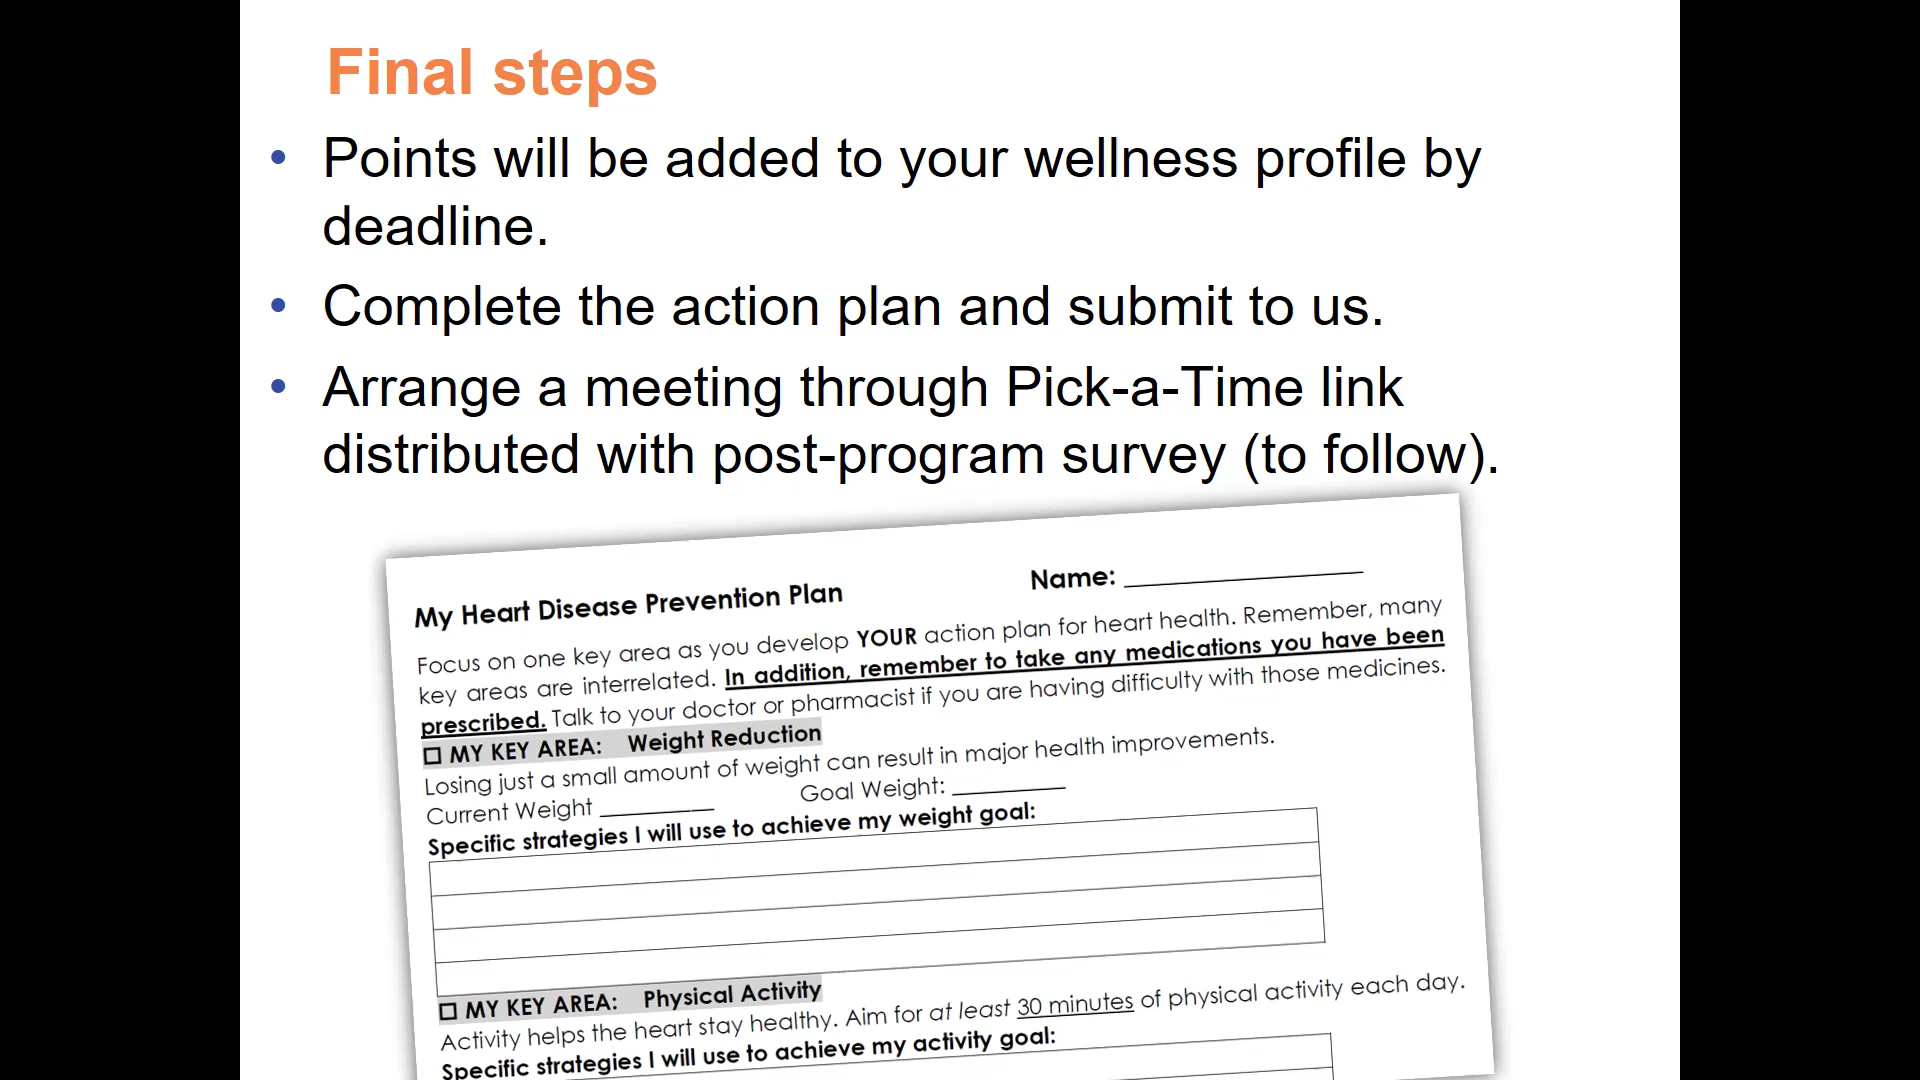 Final steps
• Points will be added to your wellness profile by
deadline.
• Complete the action plan and submit to us.
• Arrange a meeting through Pick-a-Time link
distributed with post-program survey (to follow).
My Heart Disease Prevention Plan Name: ____________________
Focus on one key area as you develop YOUR action plan for heart health. Remember, many
key areas are interrelated. In addition, remember to take any medications you have been
prescribed. Talk to your doctor or pharmacist if you are having difficulty with those medicines.
☐ MY KEY AREA: Weight Reduction
Losing just a small amount of weight can result in major health improvements.
Current Weight __________ Goal Weight: __________
Specific strategies I will use to achieve my weight goal:
☐ MY KEY AREA: Physical Activity
Activity helps the heart stay healthy. Aim for at least 30 minutes of physical activity each day.
Specific strategies I will use to achieve my activity goal: